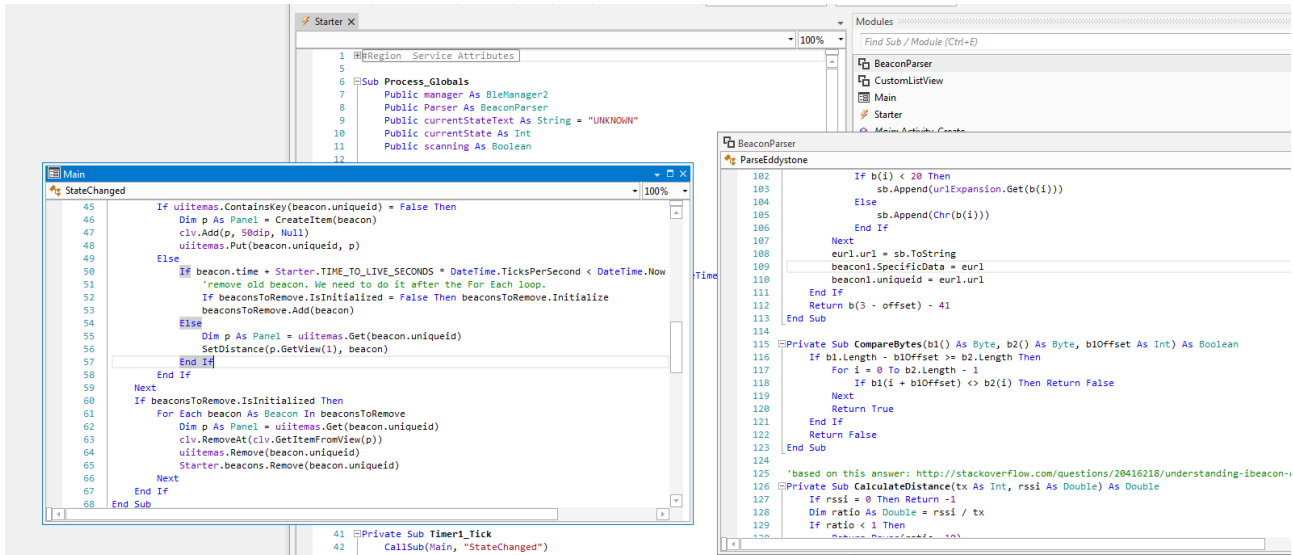 Starter
100%
1 #Region Service Attributes
5
6 Sub Process_Globals
7 Public manager As BleManager2
8 Public Parser As BeaconParser
9 Public currentStateText As String = "UNKNOWN"
10 Public currentState As Int
11 Public scanning As Boolean
12
Modules
Find Sub / Module (Ctrl+E)
BeaconParser
CustomListView
Main
Starter
Main
StateChanged
100%
45 If uiitemas.ContainsKey(beacon.uniqueid) = False Then
46 Dim p As Panel = CreateItem(beacon)
47 clv.Add(p, 50dip, Null)
48 uiitemas.Put(beacon.uniqueid, p)
49 Else
50 If beacon.time + Starter.TIME_TO_LIVE_SECONDS * DateTime.TicksPerSecond < DateTime.Now
51 'remove old beacon. We need to do it after the For Each loop.
52 If beaconsToRemove.IsInitialized = False Then beaconsToRemove.Initialize
53 beaconsToRemove.Add(beacon)
54 Else
55 Dim p As Panel = uiitemas.Get(beacon.uniqueid)
56 SetDistance(p.GetView(1), beacon)
57 End If
58 End If
59 Next
60 If beaconsToRemove.IsInitialized Then
61 For Each beacon As Beacon In beaconsToRemove
62 Dim p As Panel = uiitemas.Get(beacon.uniqueid)
63 clv.RemoveAt(clv.GetItemFromView(p))
64 uiitemas.Remove(beacon.uniqueid)
65 Starter.beacons.Remove(beacon.uniqueid)
66 Next
67 End If
68 End Sub
eTime
41 Private Sub Timer1_Tick
42 CallSub(Main, "StateChanged")
BeaconParser
ParseEddystone
102 If b(i) < 20 Then
103 sb.Append(urlExpansion.Get(b(i)))
104 Else
105 sb.Append(Chr(b(i)))
106 End If
107 Next
108 eurl.url = sb.ToString
109 beacon1.SpecificData = eurl
110 beacon1.uniqueid = eurl.url
111 End If
112 Return b(3 - offset) - 41
113 End Sub
114
115 Private Sub CompareBytes(b1() As Byte, b2() As Byte, b1Offset As Int) As Boolean
116 If b1.Length - b1Offset >= b2.Length Then
117 For i = 0 To b2.Length - 1
118 If b1(i + b1Offset) <> b2(i) Then Return False
119 Next
120 Return True
121 End If
122 Return False
123 End Sub
124
125 'based on this answer: http://stackoverflow.com/questions/20416218/understanding-ibeacon-
126 Private Sub CalculateDistance(tx As Int, rssi As Double) As Double
127 If rssi = 0 Then Return -1
128 Dim ratio As Double = rssi / tx
129 If ratio < 1 Then